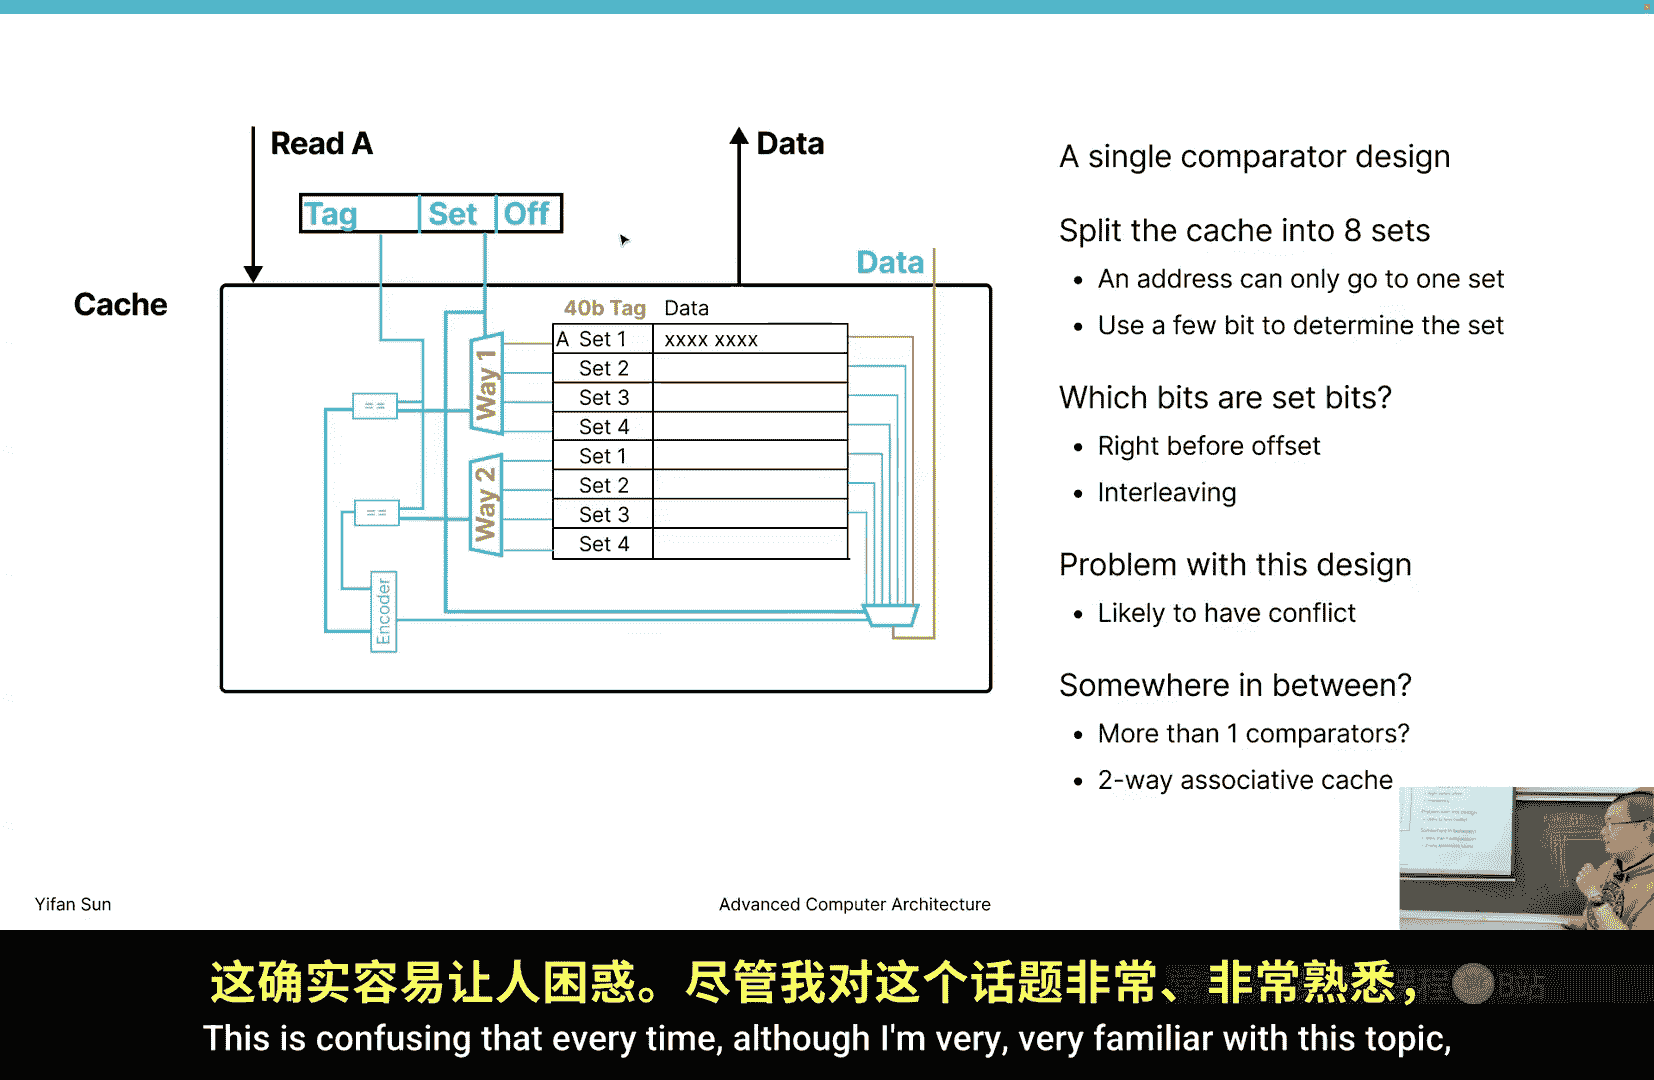 Read A
Data
Tag Set Off
Data
Cache
40b Tag Data
A Set 1 xxxx xxxx
Set 2
Set 3
Set 4
Set 1
Set 2
Set 3
Set 4
Way 1
Way 2
==
==
Encoder
A single comparator design
Split the cache into 8 sets
• An address can only go to one set
• Use a few bit to determine the set
Which bits are set bits?
• Right before offset
• Interleaving
Problem with this design
• Likely to have conflict
Somewhere in between?
• More than 1 comparators?
• 2-way associative cache
Yifan Sun
Advanced Computer Architecture
这确实容易让人困惑。尽管我对这个话题非常、非常熟悉，
This is confusing that every time, although I'm very, very familiar with this topic,